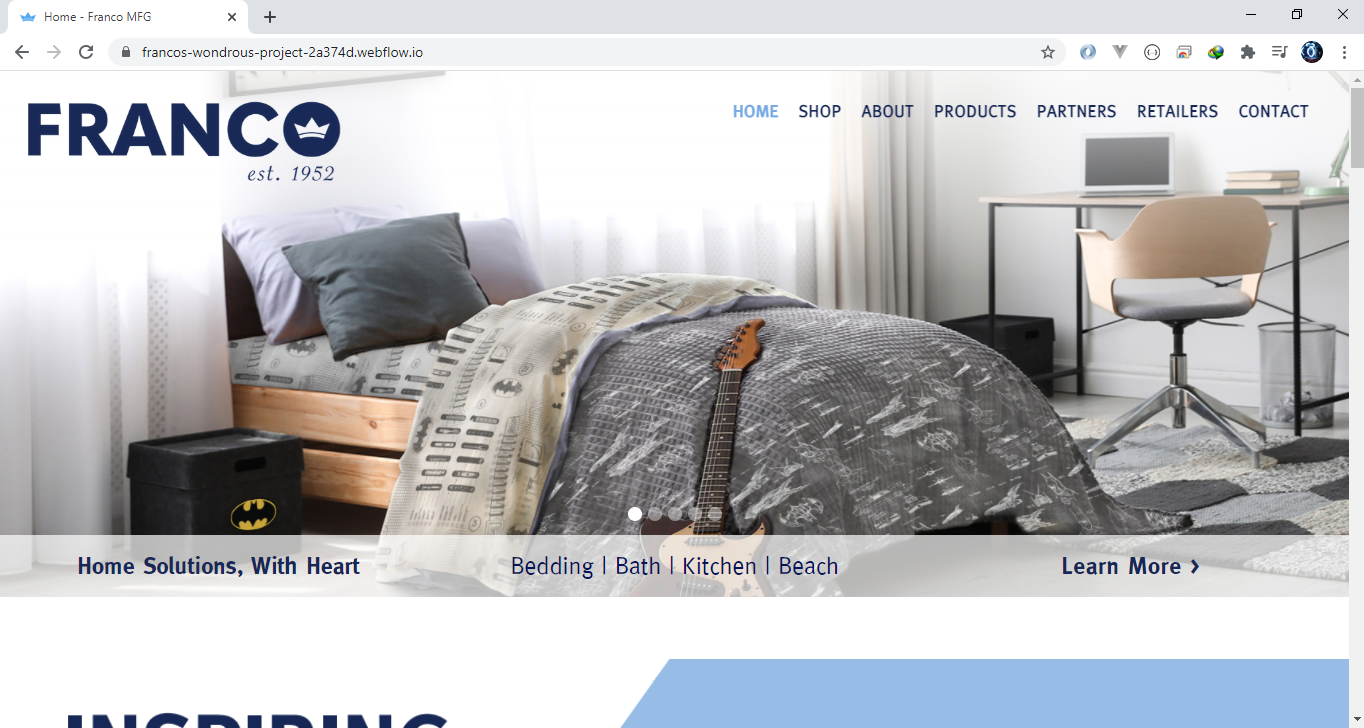 Home - Franco MFG
francos-wondrous-project-2a374d.webflow.io
FRANCO
est. 1952
HOME SHOP ABOUT PRODUCTS PARTNERS RETAILERS CONTACT
Home Solutions, With Heart
Bedding | Bath | Kitchen | Beach
Learn More >
INSPIRING